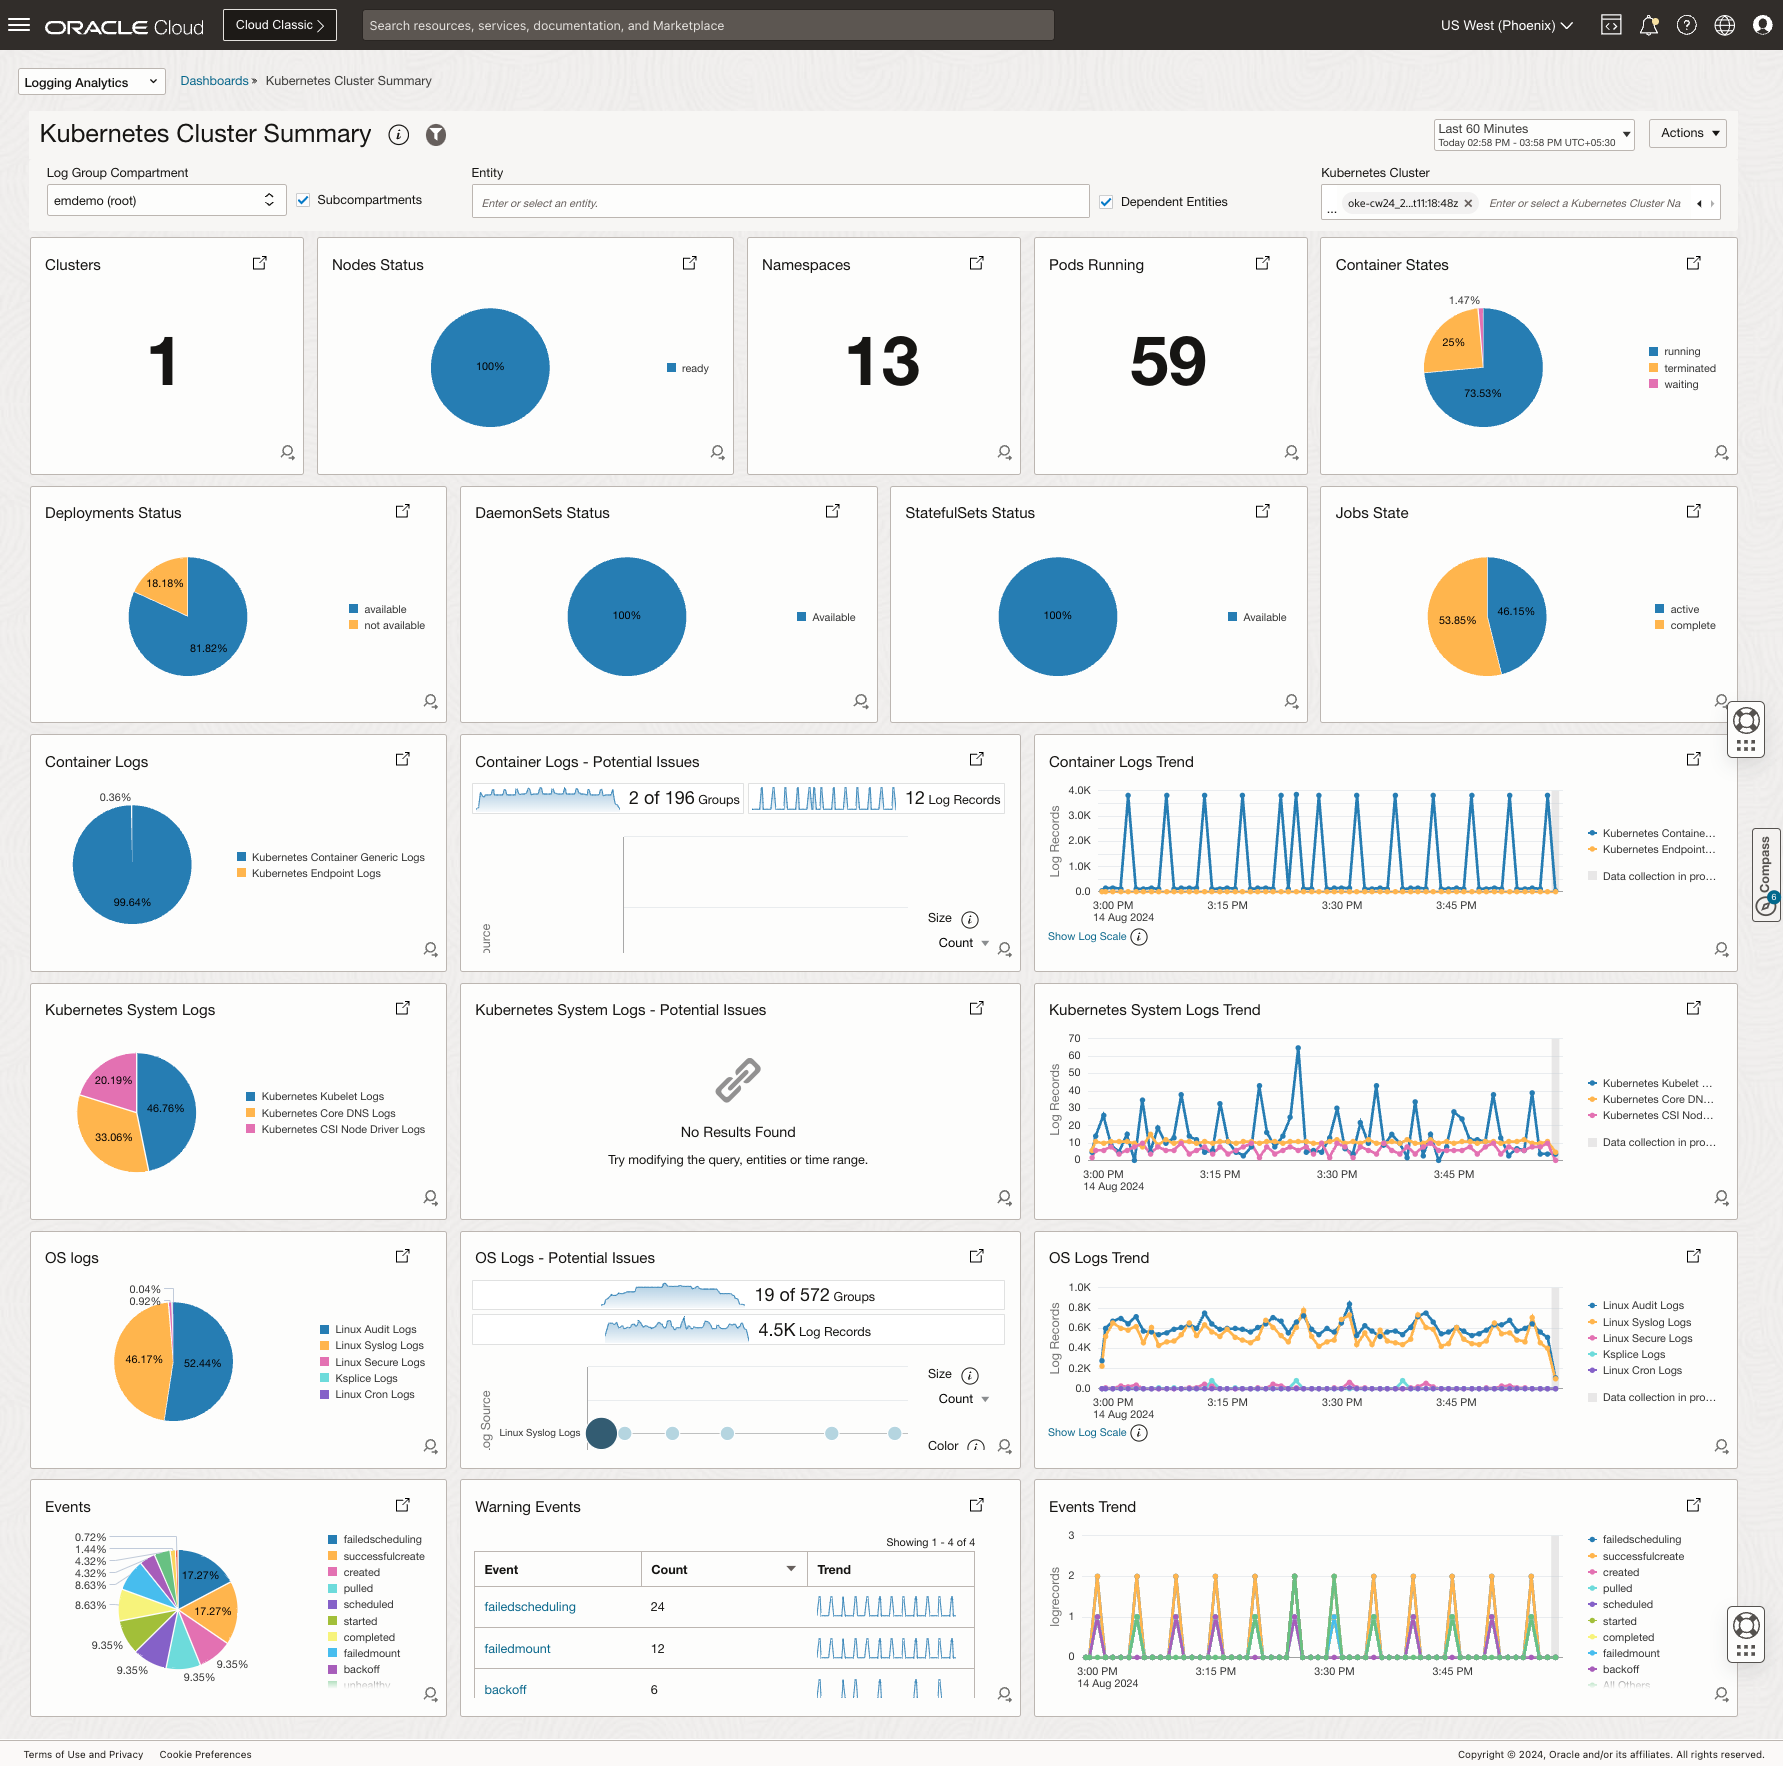 ORACLE Cloud
Cloud Classic
Search resources, services, documentation, and Marketplace
US West (Phoenix)
Logging Analytics
Dashboards » Kubernetes Cluster Summary
Kubernetes Cluster Summary
Last 60 Minutes
Today 02:58 PM - 03:58 PM UTC+05:30
Actions
Log Group Compartment
emdemo (root)
Subcompartments
Entity
Enter or select an entity.
Dependent Entities
Kubernetes Cluster
... oke-cw24_2...t11:18:48z
Enter or select a Kubernetes Cluster Na
Clusters
1
Nodes Status
100%
ready
Namespaces
13
Pods Running
59
Container States
1.47%
25%
73.53%
running
terminated
waiting
Deployments Status
18.18%
81.82%
available
not available
DaemonSets Status
100%
Available
StatefulSets Status
100%
Available
Jobs State
53.85%
46.15%
active
complete
Container Logs
0.36%
99.64%
Kubernetes Container Generic Logs
Kubernetes Endpoint Logs
Container Logs - Potential Issues
2 of 196 Groups
12 Log Records
Size
Count
Container Logs Trend
Log Records
4.0K
3.0K
2.0K
1.0K
0.0
3:00 PM
14 Aug 2024
3:15 PM
3:30 PM
3:45 PM
Kubernetes Containe...
Kubernetes Endpoint...
Data collection in pro...
Show Log Scale
Compass
6
Kubernetes System Logs
20.19%
46.76%
33.06%
Kubernetes Kubelet Logs
Kubernetes Core DNS Logs
Kubernetes CSI Node Driver Logs
Kubernetes System Logs - Potential Issues
No Results Found
Try modifying the query, entities or time range.
Kubernetes System Logs Trend
Log Records
70
60
50
40
30
20
10
0
3:00 PM
14 Aug 2024
3:15 PM
3:30 PM
3:45 PM
Kubernetes Kubelet ...
Kubernetes Core DN...
Kubernetes CSI Nod...
Data collection in pro...
OS logs
0.04%
0.92%
46.17%
52.44%
Linux Audit Logs
Linux Syslog Logs
Linux Secure Logs
Ksplice Logs
Linux Cron Logs
OS Logs - Potential Issues
19 of 572 Groups
4.5K Log Records
Size
Count
Source
Linux Syslog Logs
Color
OS Logs Trend
Log Records
1.0K
0.8K
0.6K
0.4K
0.2K
0.0
3:00 PM
14 Aug 2024
3:15 PM
3:30 PM
3:45 PM
Linux Audit Logs
Linux Syslog Logs
Linux Secure Logs
Ksplice Logs
Linux Cron Logs
Data collection in pro...
Show Log Scale
Events
0.72%
1.44%
4.32%
4.32%
8.63%
8.63%
9.35%
9.35%
9.35%
9.35%
17.27%
17.27%
failedscheduling
successfulcreate
created
pulled
scheduled
started
completed
failedmount
backoff
unhealthy
Warning Events
Showing 1 - 4 of 4
Event Count Trend
failedscheduling 24
failedmount 12
backoff 6
Events Trend
logrecords
3
2
1
0
3:00 PM
14 Aug 2024
3:15 PM
3:30 PM
3:45 PM
failedscheduling
successfulcreate
created
pulled
scheduled
started
completed
failedmount
backoff
All Others
Terms of Use and Privacy Cookie Preferences
Copyright © 2024, Oracle and/or its affiliates. All rights reserved.